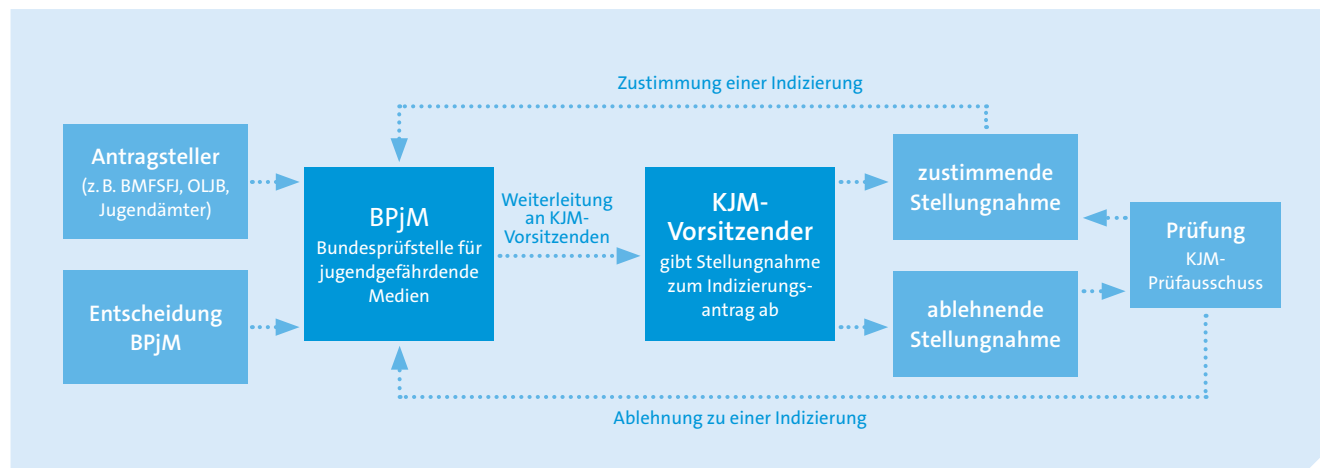 Zustimmung einer Indizierung
Antragsteller
(z. B. BMFSFJ, OLJB,
Jugendämter)
Entscheidung
BPjM
BPjM
Bundesprüfstelle für
jugendgefährdende
Medien
Weiterleitung
an KJM-
Vorsitzenden
KJM-
Vorsitzender
gibt Stellungnahme
zum Indizierungs-
antrag ab
zustimmende
Stellungnahme
ablehnende
Stellungnahme
Prüfung
KJM-
Prüfausschuss
Ablehnung zu einer Indizierung